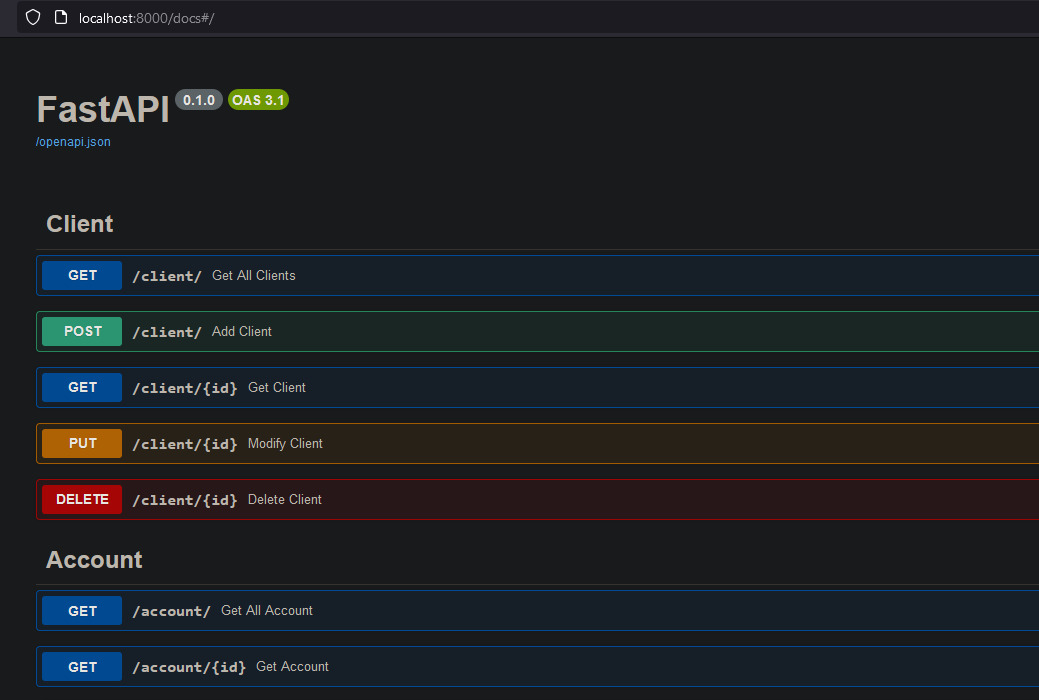 localhost:8000/docs#/
FastAPI 0.1.0 OAS 3.1
/openapi.json
Client
GET /client/ Get All Clients
POST /client/ Add Client
GET /client/{id} Get Client
PUT /client/{id} Modify Client
DELETE /client/{id} Delete Client
Account
GET /account/ Get All Account
GET /account/{id} Get Account